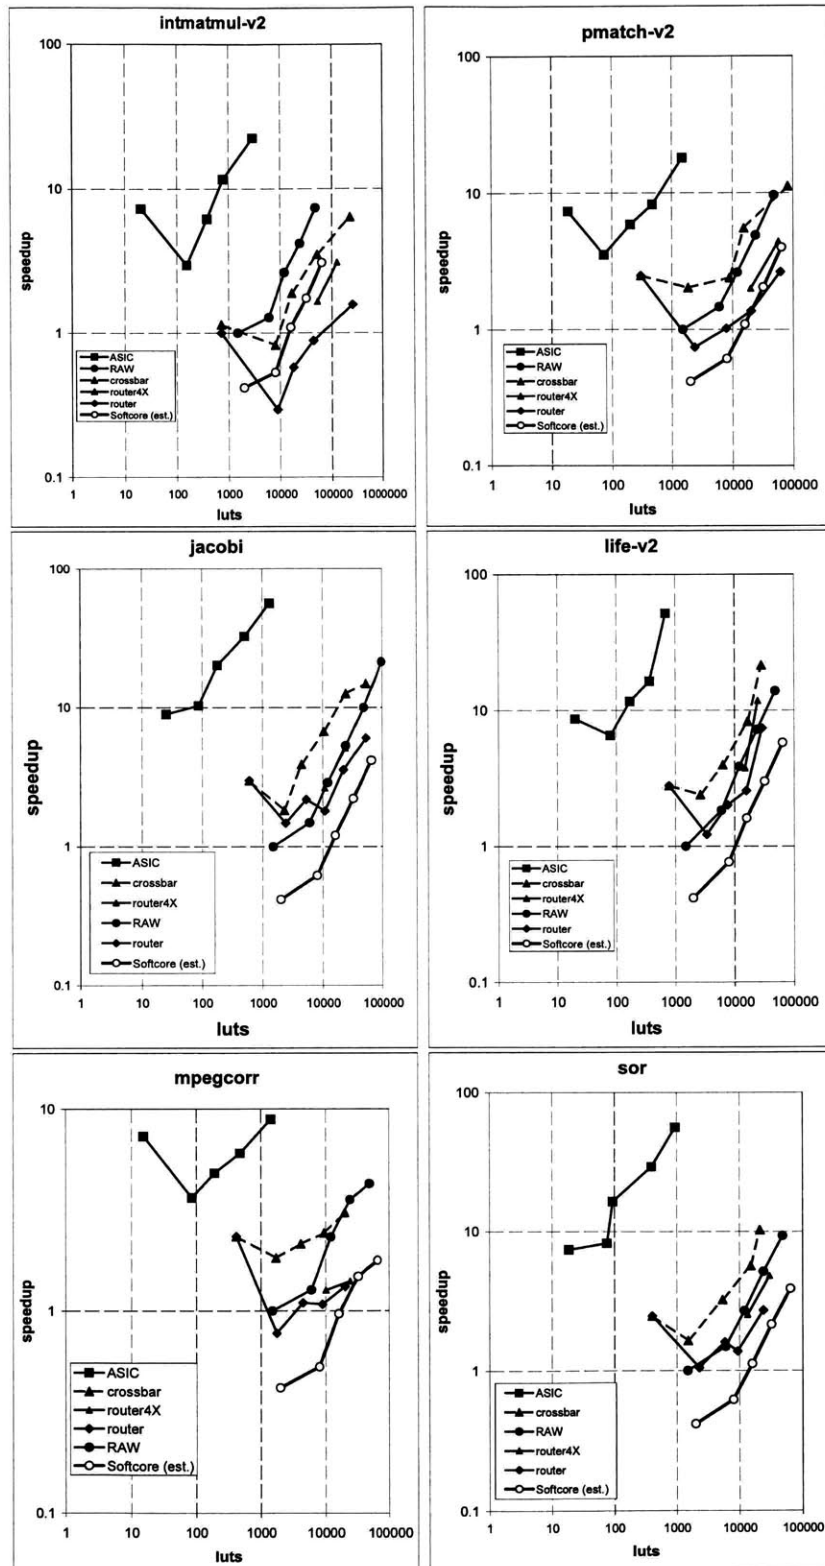 intmatmul-v2
100
10
1
0.1
speedup
ASIC
RAW
crossbar
router4X
router
Softcore (est.)
1 10 100 1000 10000 100000 1000000
luts
pmatch-v2
100
10
1
0.1
speedup
ASIC
RAW
crossbar
router4X
router
Softcore (est.)
1 10 100 1000 10000 100000
luts
jacobi
100
10
1
0.1
speedup
ASIC
crossbar
router4X
RAW
router
Softcore (est.)
1 10 100 1000 10000 100000
luts
life-v2
100
10
1
0.1
speedup
ASIC
crossbar
router4X
RAW
router
Softcore (est.)
1 10 100 1000 10000 100000
luts
mpegcorr
10
1
0.1
speedup
ASIC
crossbar
router4X
router
RAW
Softcore (est.)
1 10 100 1000 10000 100000
luts
sor
100
10
1
0.1
speedup
ASIC
crossbar
RAW
router4X
router
Softcore (est.)
1 10 100 1000 10000 100000
luts